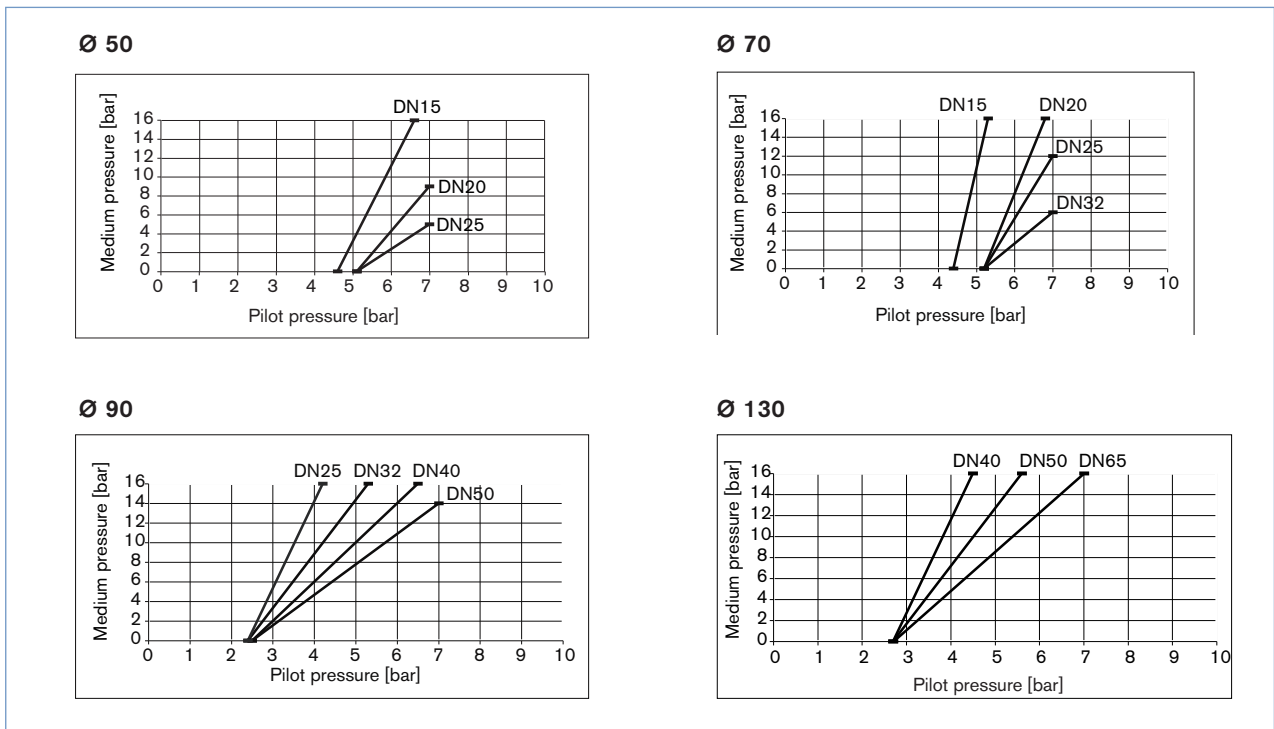 Ø 50
Medium pressure [bar]
DN15
DN20
DN25
16
14
12
10
8
6
4
2
0
0 1 2 3 4 5 6 7 8 9 10
Pilot pressure [bar]
Ø 70
Medium pressure [bar]
DN15 DN20
DN25
DN32
16
14
12
10
8
6
4
2
0
0 1 2 3 4 5 6 7 8 9 10
Pilot pressure [bar]
Ø 90
Medium pressure [bar]
DN25 DN32 DN40
DN50
16
14
12
10
8
6
4
2
0
0 1 2 3 4 5 6 7 8 9 10
Pilot pressure [bar]
Ø 130
Medium pressure [bar]
DN40 DN50 DN65
16
14
12
10
8
6
4
2
0
0 1 2 3 4 5 6 7 8 9 10
Pilot pressure [bar]